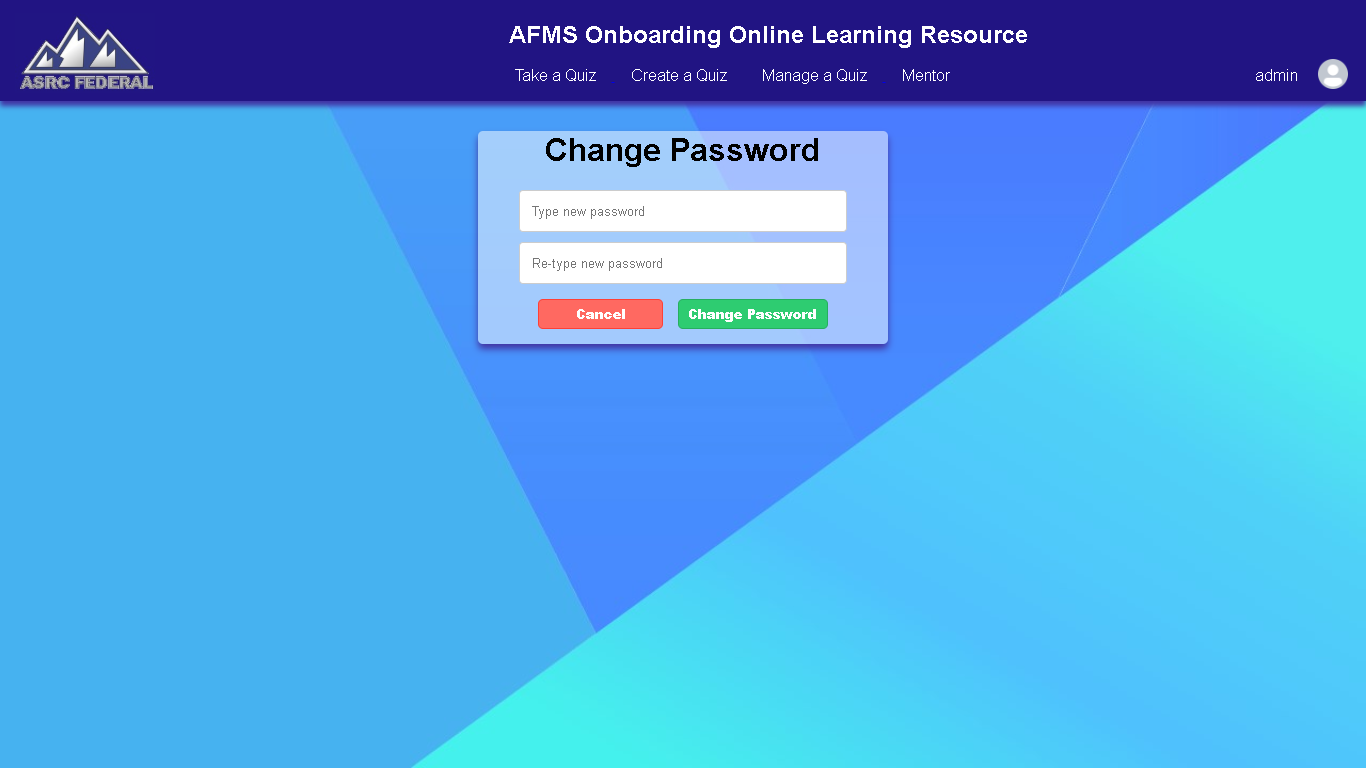 AFMS Onboarding Online Learning Resource
ASRC FEDERAL
Take a Quiz Create a Quiz Manage a Quiz Mentor admin
Change Password
Type new password
Re-type new password
Cancel Change Password